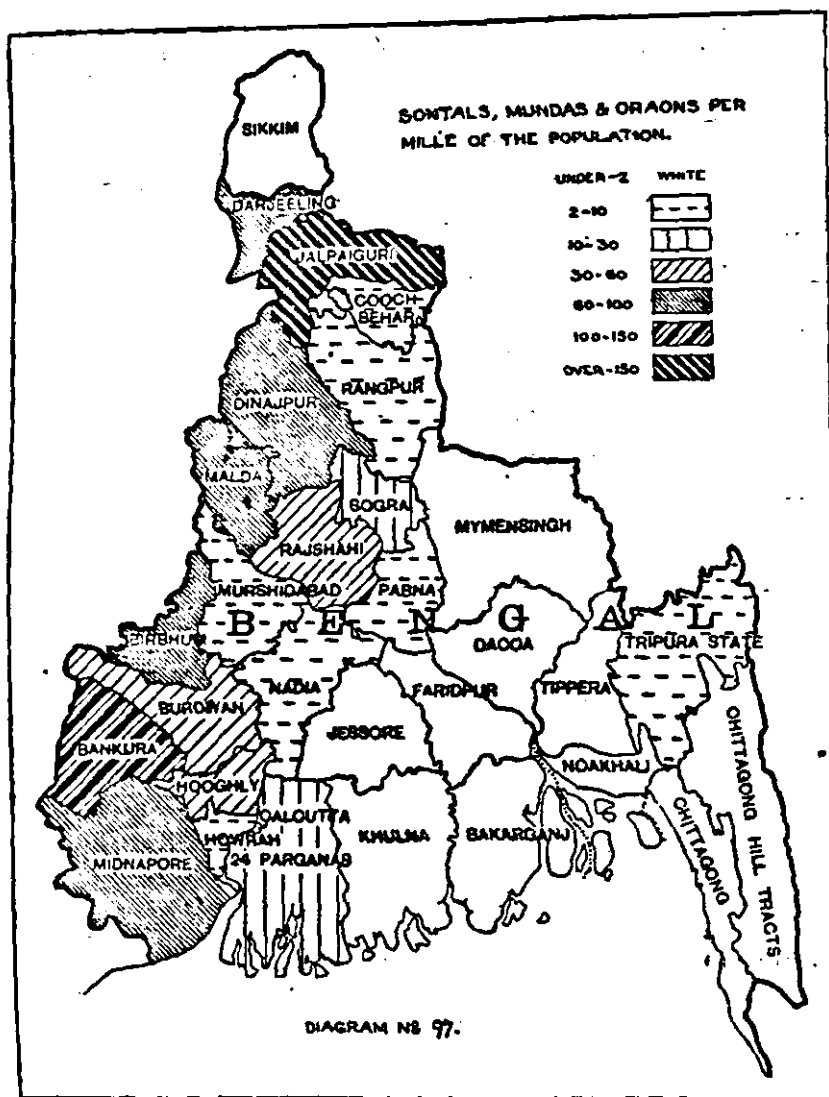 SONTALS, MUNDAS & ORAONS PER
MILLE OF THE POPULATION.
UNDER-2 WHITE
2-10
10-30
30-60
60-100
100-150
OVER-150
SIKKIM
DARJEELING
JALPAIGURI
COOCH-
BEHAR
RANGPUR
DINAJPUR
MALDA
BOGRA
MYMENSINGH
RAJSHAHI
MURSHIDABAD
PABNA
BENGAL
DACCA
TRIPURA STATE
BIRBHUM
NADIA
FARIDPUR
TIPPERA
BURDWAN
JESSORE
BANKURA
NOAKHALI
HOOGHLY
CALCUTTA
HOWRAH
24 PARGANAS
KHULNA
BAKARGANJ
MIDNAPORE
CHITTAGONG
CHITTAGONG HILL TRACTS
DIAGRAM Nº 97.